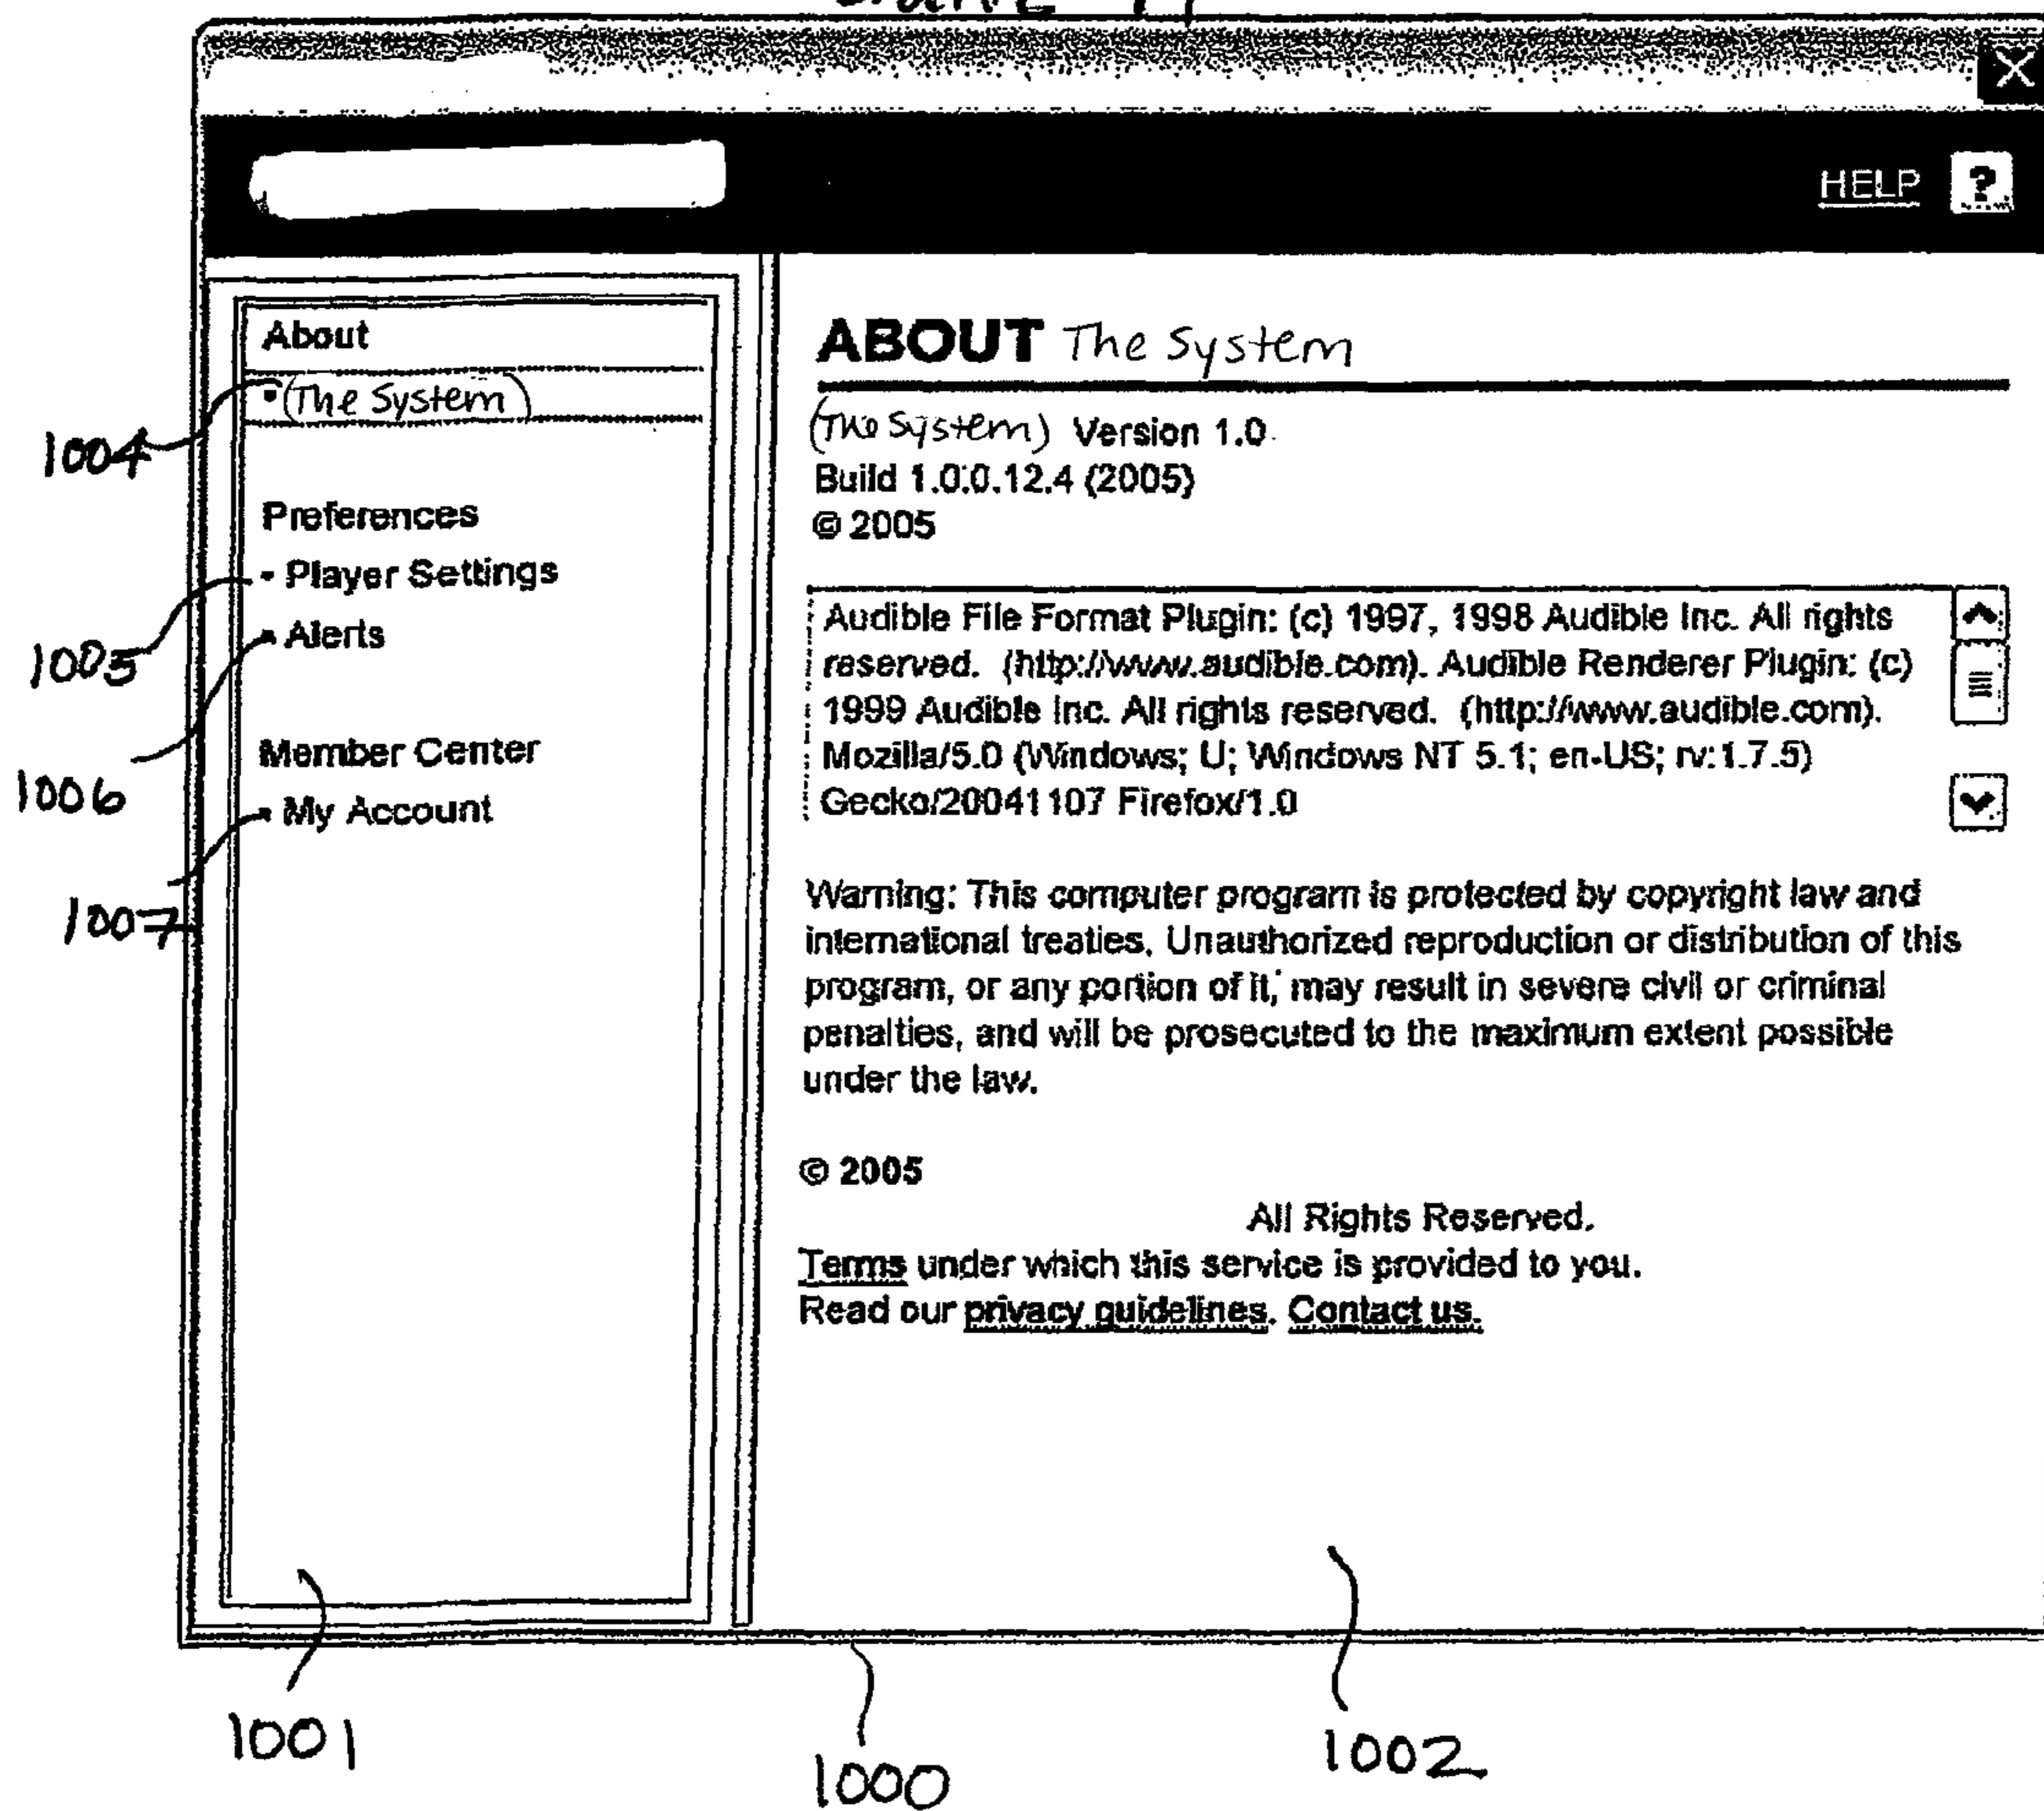 HELP ?
About
(The System)
1004
Preferences
Player Settings
1005
Alerts
1006
Member Center
My Account
1007
ABOUT The System
(The System) Version 1.0
Build 1.0.0.12.4 (2005)
© 2005
Audible File Format Plugin: (c) 1997, 1998 Audible Inc. All rights
reserved. (http://www.audible.com). Audible Renderer Plugin: (c)
1999 Audible Inc. All rights reserved. (http://www.audible.com).
Mozilla/5.0 (Windows; U; Windows NT 5.1; en-US; rv:1.7.5)
Gecko/20041107 Firefox/1.0
Warning: This computer program is protected by copyright law and
international treaties. Unauthorized reproduction or distribution of this
program, or any portion of it, may result in severe civil or criminal
penalties, and will be prosecuted to the maximum extent possible
under the law.
© 2005
All Rights Reserved.
Terms under which this service is provided to you.
Read our privacy guidelines. Contact us.
1001
1000
1002